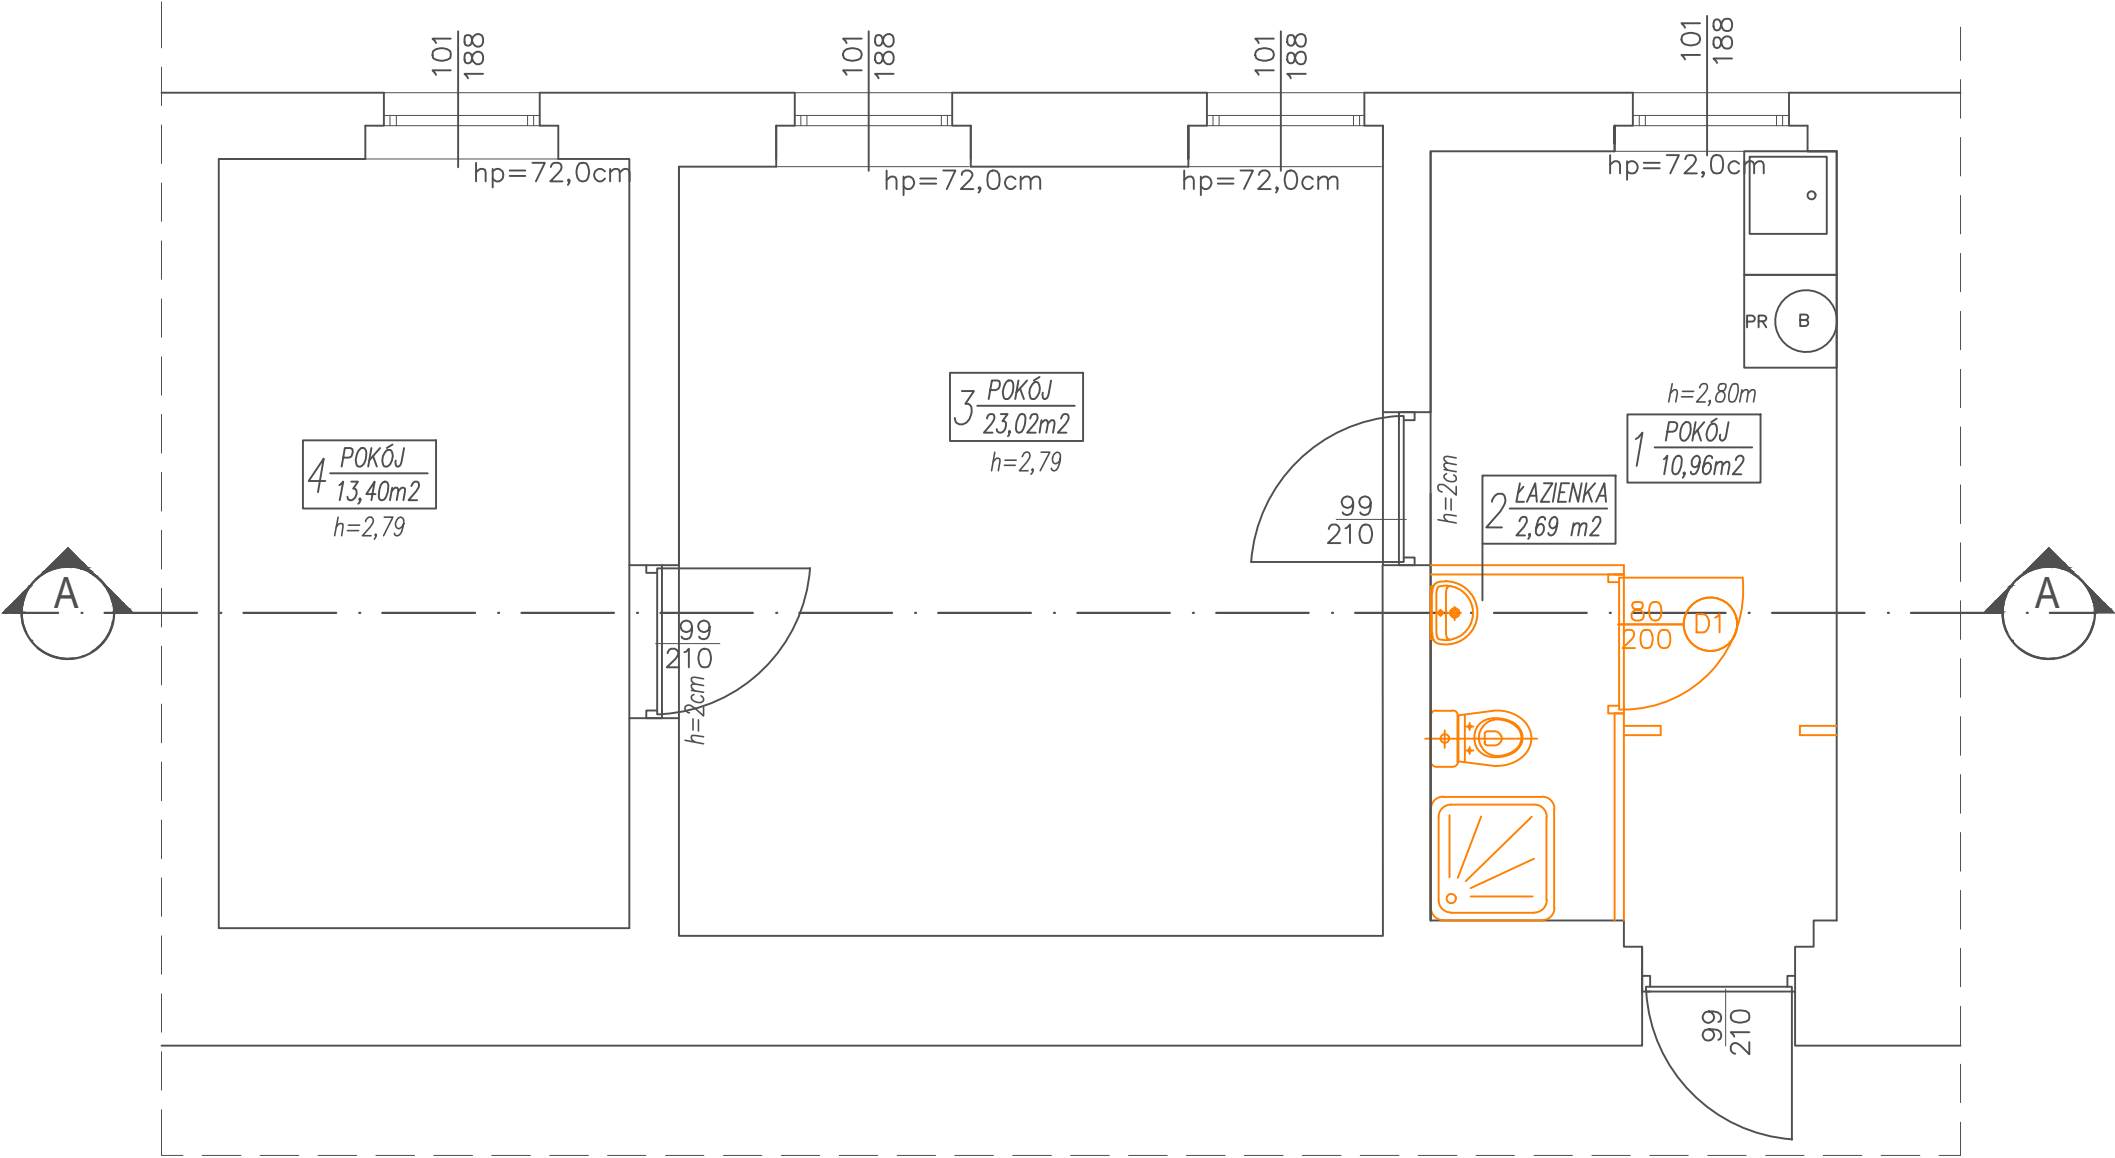 101
188
101
188
101
188
101
188
hp=72,0cm
hp=72,0cm
hp=72,0cm
hp=72,0cm
PR
B
h=2,80m
1 POKÓJ
10,96m2
3 POKÓJ
23,02m2
h=2,79
4 POKÓJ
13,40m2
h=2,79
h=2cm
2 ŁAZIENKA
2,69 m2
99
210
A
A
80
200
D1
99
210
h=2cm
99
210